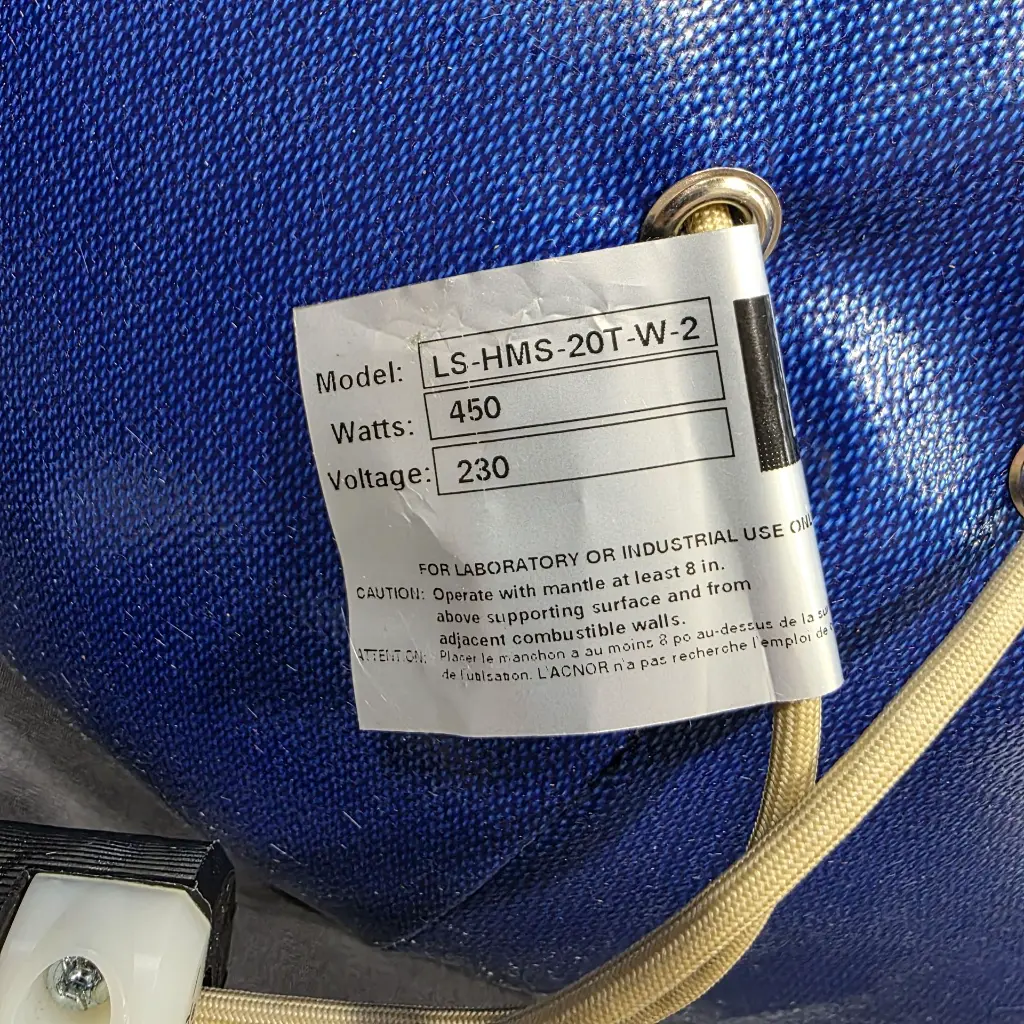 Model: LS-HMS-20T-W-2
Watts: 450
Voltage: 230
FOR LABORATORY OR INDUSTRIAL USE
CAUTION: Operate with mantle at least 8 in.
above supporting surface and from
adjacent combustible walls.
ATTENTION: Placer le manchon a au moins 8 po au-dessus de la
de l'utilsation. L'ACNOR n'a pas recherche l'emploi de